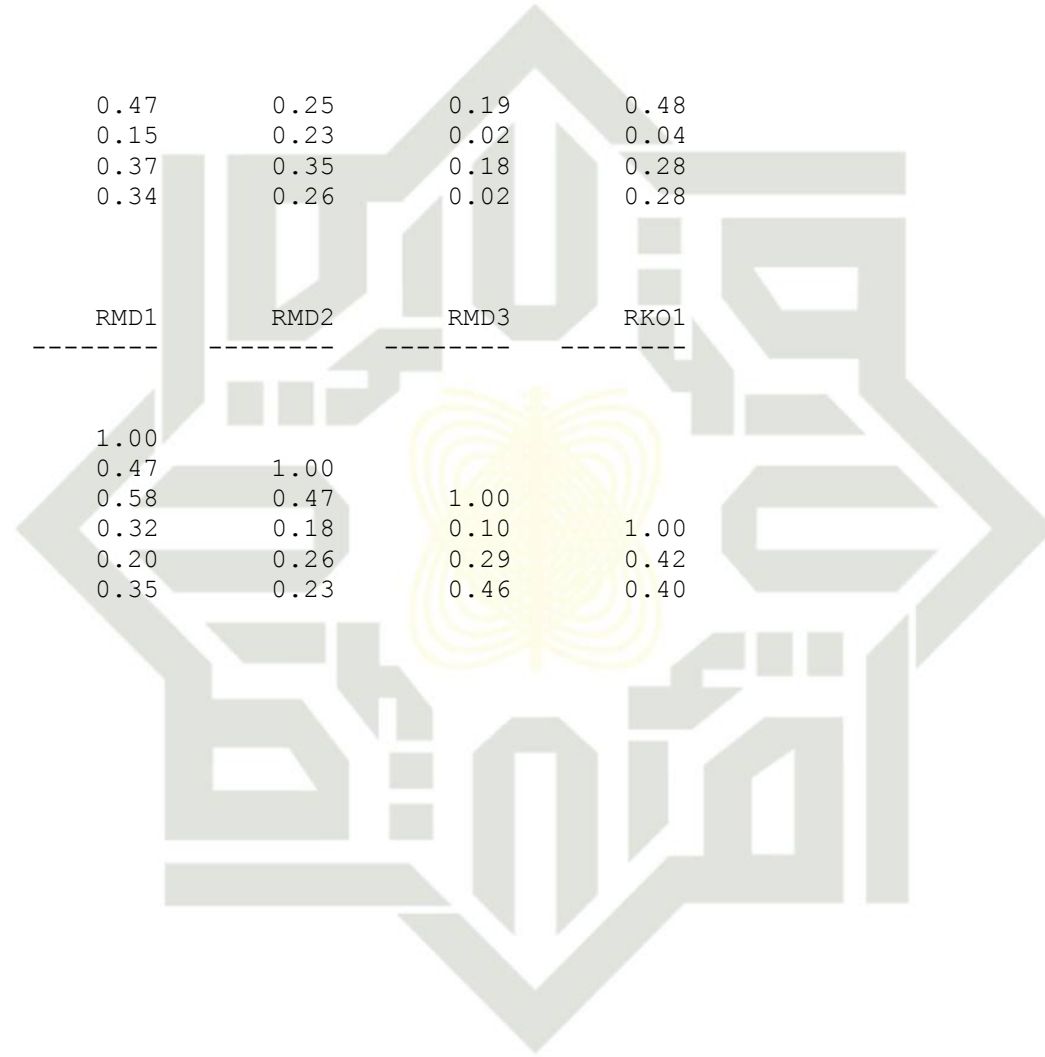 0.47 0.25 0.19 0.48
0.15 0.23 0.02 0.04
0.37 0.35 0.18 0.28
0.34 0.26 0.02 0.28
RMD1 RMD2 RMD3 RKO1
-------- -------- -------- --------
1.00
0.47 1.00
0.58 0.47 1.00
0.32 0.18 0.10 1.00
0.20 0.26 0.29 0.42
0.35 0.23 0.46 0.40